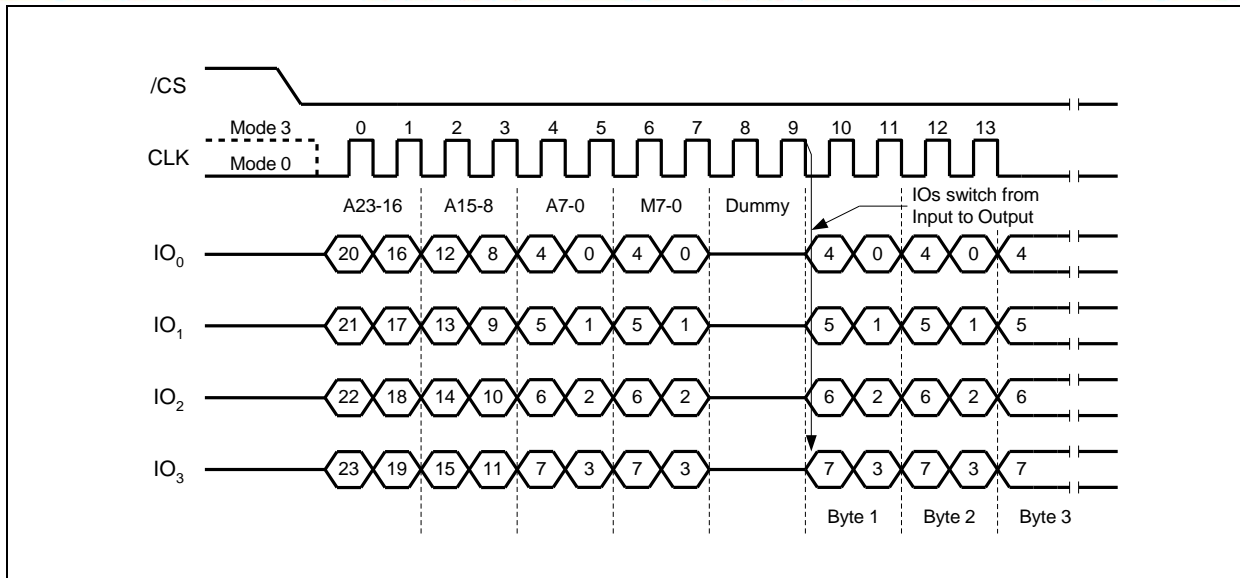 /CS
Mode 3 0 1 2 3 4 5 6 7 8 9 10 11 12 13
CLK Mode 0
IOs switch from
Input to Output
A23-16 A15-8 A7-0 M7-0 Dummy
IO0 20 16 12 8 4 0 4 0 4 0 4 0 4
IO1 21 17 13 9 5 1 5 1 5 1 5 1 5
IO2 22 18 14 10 6 2 6 2 6 2 6 2 6
IO3 23 19 15 11 7 3 7 3 7 3 7 3 7
Byte 1 Byte 2 Byte 3